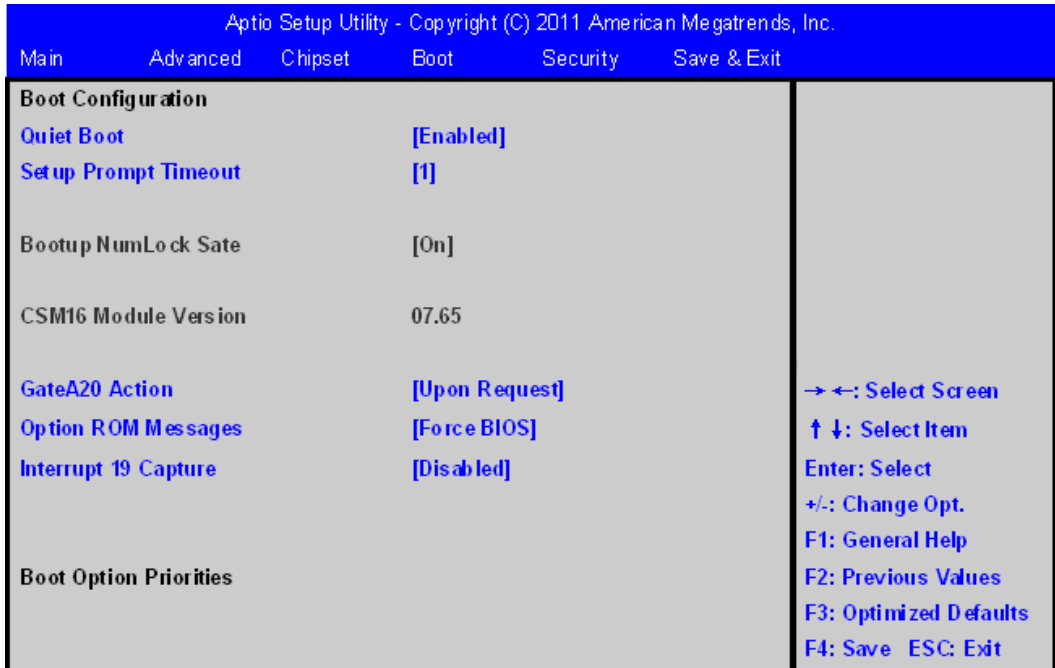 Aptio Setup Utility - Copyright (C) 2011 American Megatrends, Inc.
Main Advanced Chipset Boot Security Save & Exit
Boot Configuration
Quiet Boot [Enabled]
Setup Prompt Timeout [1]
Bootup NumLock Sate [On]
CSM16 Module Version 07.65
GateA20 Action [Upon Request]
Option ROM Messages [Force BIOS]
Interrupt 19 Capture [Disabled]
Boot Option Priorities
→ ←: Select Screen
↑ ↓: Select Item
Enter: Select
+/-: Change Opt.
F1: General Help
F2: Previous Values
F3: Optimized Defaults
F4: Save ESC: Exit